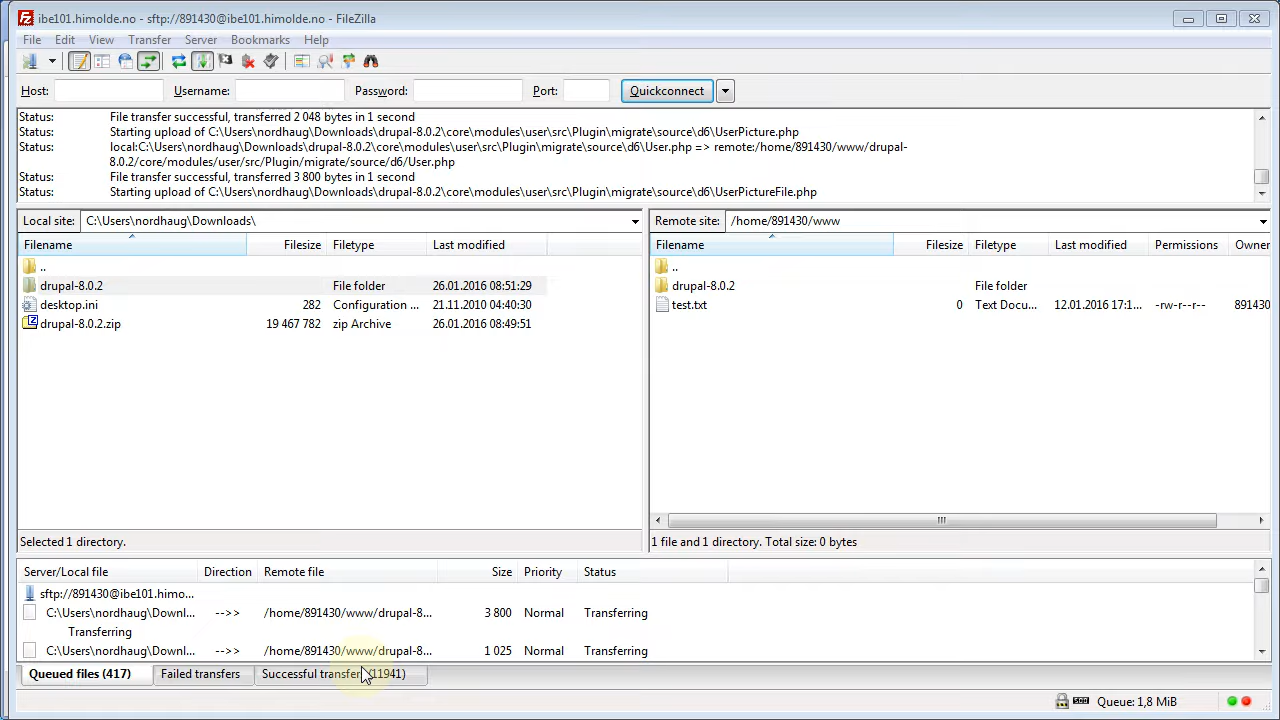 ibe101.himolde.no - sftp://891430@ibe101.himolde.no - FileZilla
File Edit View Transfer Server Bookmarks Help
Host: Username: Password: Port: Quickconnect
Status: File transfer successful, transferred 2 048 bytes in 1 second
Status: Starting upload of C:\Users\nordhaug\Downloads\drupal-8.0.2\core\modules\user\src\Plugin\migrate\source\d6\UserPicture.php
Status: local:C:\Users\nordhaug\Downloads\drupal-8.0.2\core\modules\user\src\Plugin\migrate\source\d6\User.php => remote:/home/891430/www/drupal-
8.0.2/core/modules/user/src/Plugin/migrate/source/d6/User.php
Status: File transfer successful, transferred 3 800 bytes in 1 second
Status: Starting upload of C:\Users\nordhaug\Downloads\drupal-8.0.2\core\modules\user\src\Plugin\migrate\source\d6\UserPictureFile.php
Local site: C:\Users\nordhaug\Downloads\
Filename Filesize Filetype Last modified
..
drupal-8.0.2 File folder 26.01.2016 08:51:29
desktop.ini 282 Configuration ... 21.11.2010 04:40:30
drupal-8.0.2.zip 19 467 782 zip Archive 26.01.2016 08:49:51
Selected 1 directory.
Remote site: /home/891430/www
Filename Filesize Filetype Last modified Permissions Owner
..
drupal-8.0.2 File folder
test.txt 0 Text Docu... 12.01.2016 17:1... -rw-r--r-- 891430
1 file and 1 directory. Total size: 0 bytes
Server/Local file Direction Remote file Size Priority Status
sftp://891430@ibe101.himo...
C:\Users\nordhaug\Downl... -->> /home/891430/www/drupal-8... 3 800 Normal Transferring
Transferring
C:\Users\nordhaug\Downl... -->> /home/891430/www/drupal-8... 1 025 Normal Transferring
Queued files (417) Failed transfers Successful transfers (11941)
Queue: 1,8 MiB